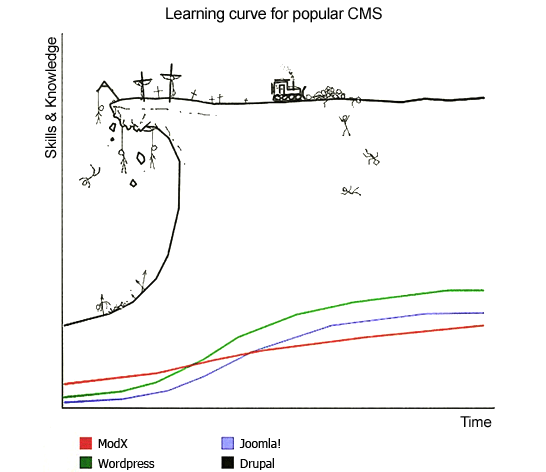 Learning curve for popular CMS
Skills & Knowledge
Time
ModX
Joomla!
Wordpress
Drupal